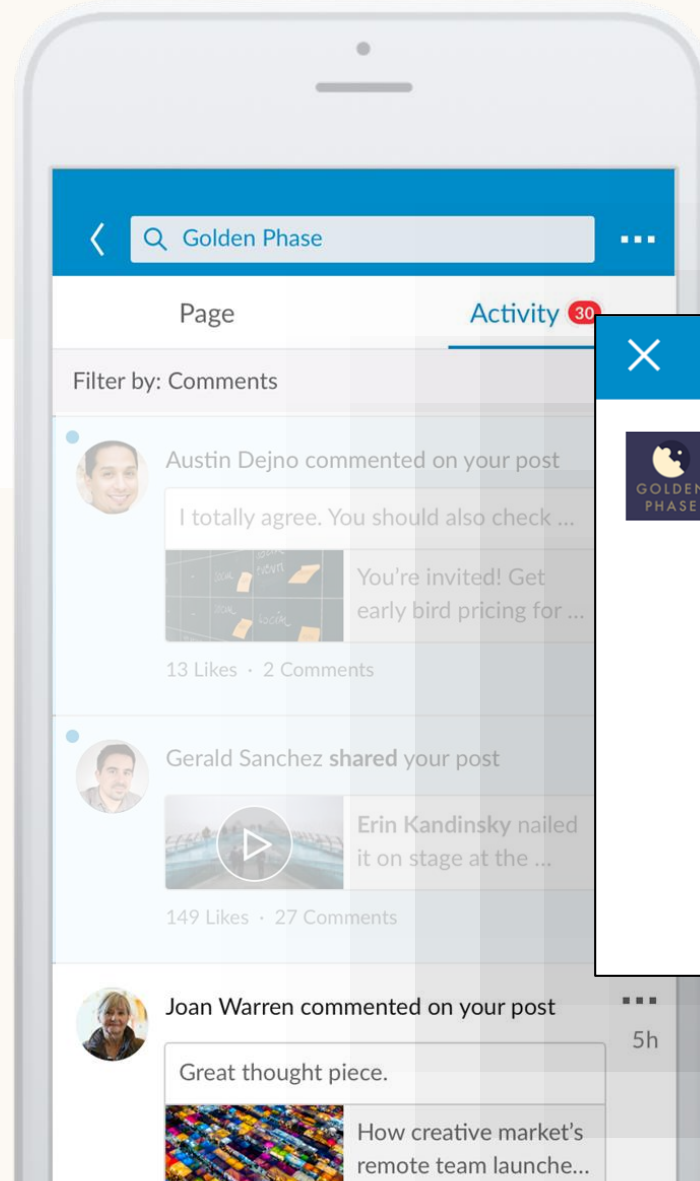 Golden Phase
Page
Activity 30
Filter by: Comments
Austin Dejno commented on your post
I totally agree. You should also check ...
You're invited! Get
early bird pricing for ...
13 Likes · 2 Comments
Gerald Sanchez shared your post
Erin Kandinsky nailed
it on stage at the ...
149 Likes · 27 Comments
Joan Warren commented on your post
5h
Great thought piece.
How creative market's
remote team launche...
GOLDEN
PHASE